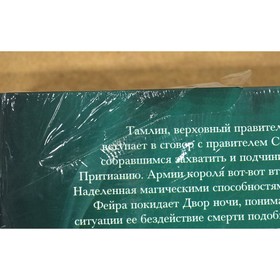 Тамлин, верховный правител
вступает в сговор с правителем С
собравшимся захватить и подчини
Притианию. Армии короля вот-вот вт
Наделенная магическими способностям
Фейра покидает Двор ночи, понима
ситуации ее бездействие смерти подоб